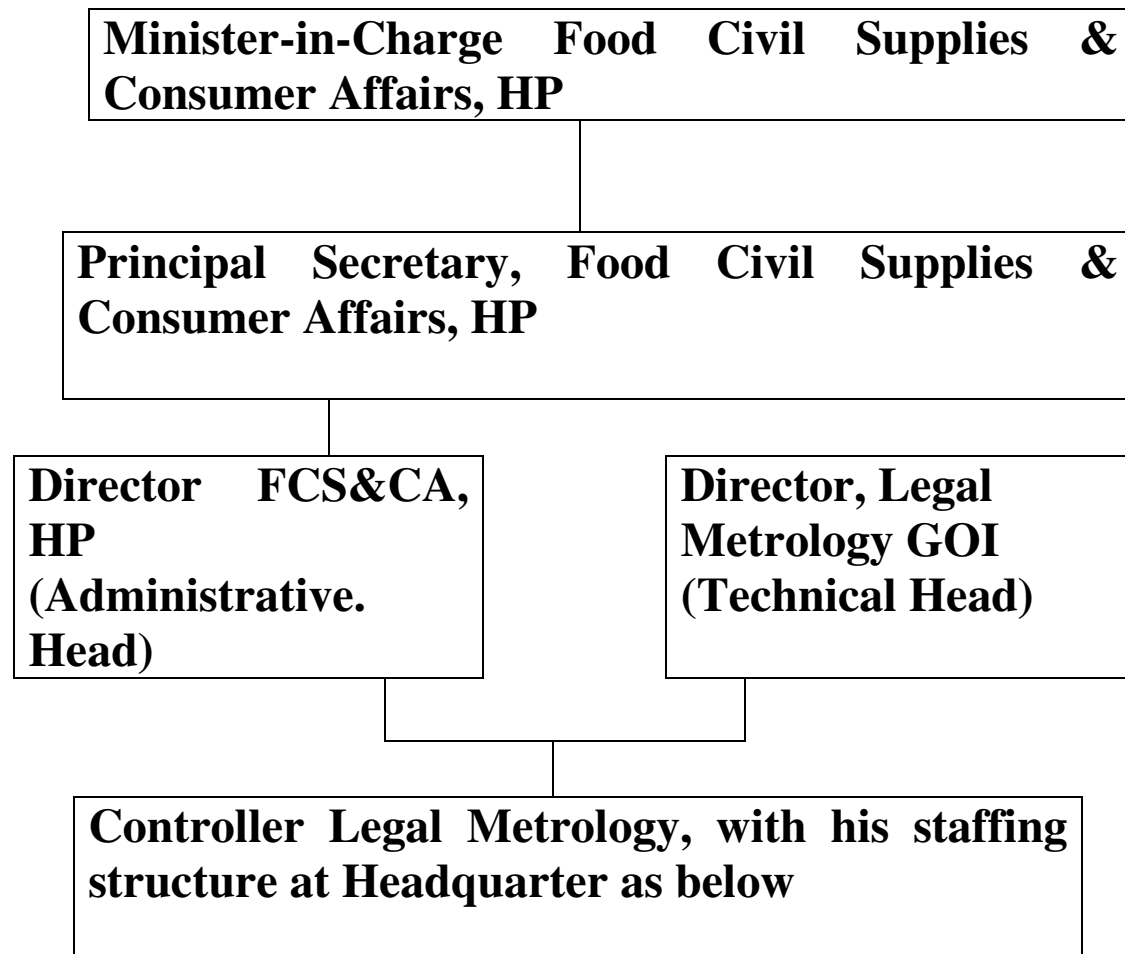 Minister-in-Charge Food Civil Supplies &
Consumer Affairs, HP
Principal Secretary, Food Civil Supplies &
Consumer Affairs, HP
Director FCS&CA,
HP
(Administrative.
Head)
Director, Legal
Metrology GOI
(Technical Head)
Controller Legal Metrology, with his staffing
structure at Headquarter as below